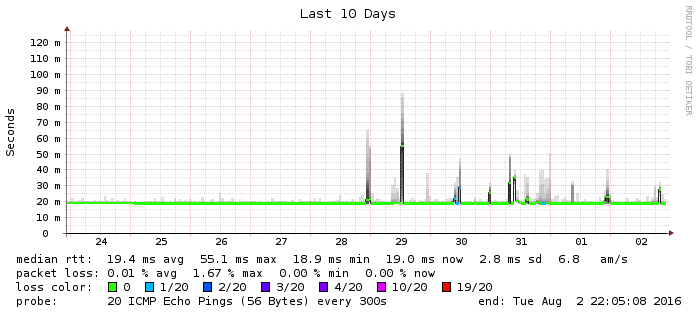 Last 10 Days
RRDTOOL / TOBI OETIKER
Seconds
120 m
110 m
100 m
90 m
80 m
70 m
60 m
50 m
40 m
30 m
20 m
10 m
0
24 25 26 27 28 29 30 31 01 02
median rtt: 19.4 ms avg 55.1 ms max 18.9 ms min 19.0 ms now 2.8 ms sd 6.8 am/s
packet loss: 0.01 % avg 1.67 % max 0.00 % min 0.00 % now
loss color: 0 1/20 2/20 3/20 4/20 10/20 19/20
probe: 20 ICMP Echo Pings (56 Bytes) every 300s end: Tue Aug 2 22:05:08 2016